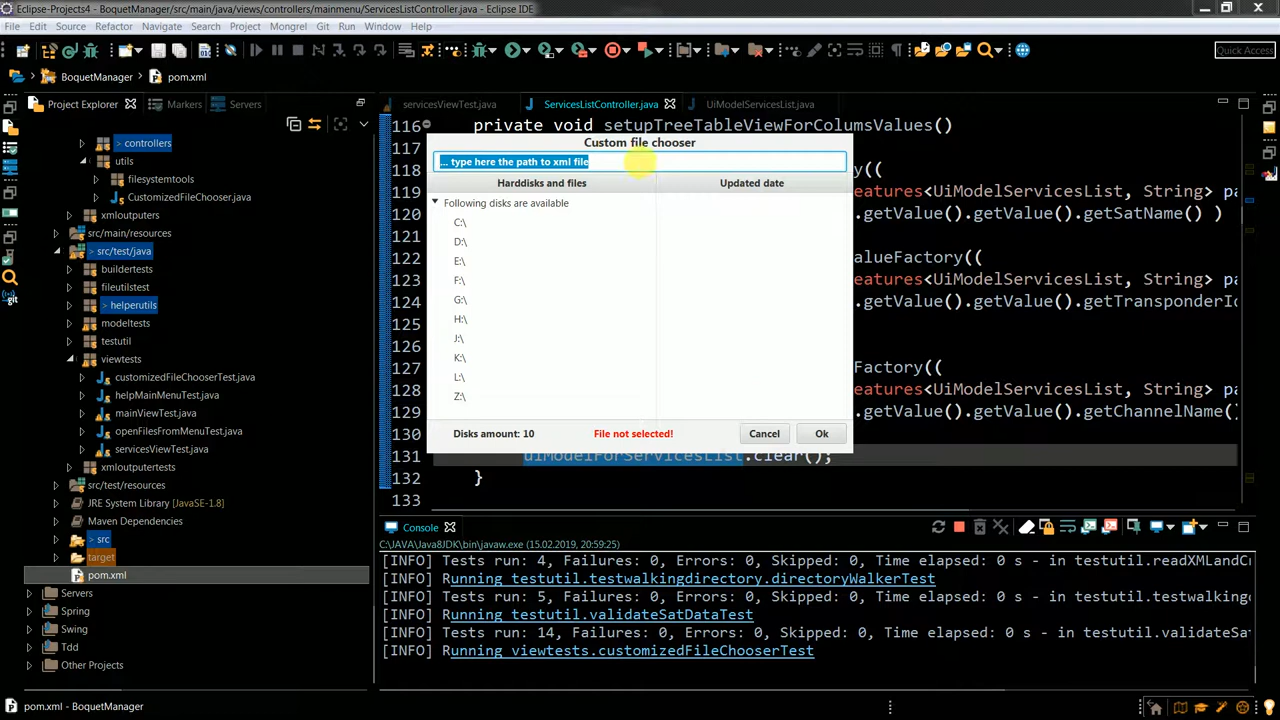 Eclipse-Projects4 - BoquetManager/src/main/java/views/controllers/mainmenu/ServicesListController.java - Eclipse IDE
File Edit Source Refactor Navigate Search Project Mongrel Git Run Window Help
Quick Access
BoquetManager pom.xml
Project Explorer Markers Servers
controllers
utils
filesystemtools
CustomizedFileChooser.java
xmloutputers
src/main/resources
> src/test/java
buildertests
fileutilstest
> helperutils
modeltests
testutil
viewtests
customizedFileChooserTest.java
helpMainMenuTest.java
mainViewTest.java
openFilesFromMenuTest.java
servicesViewTest.java
xmloutputertests
src/test/resources
JRE System Library [JavaSE-1.8]
Maven Dependencies
> src
target
pom.xml
Servers
Spring
Swing
Tdd
Other Projects
servicesViewTest.java ServicesListController.java UiModelServicesList.java
116 private void setupTreeTableViewForColumsValues()
117
118 y((
119 eatures<UiModelServicesList, String> pa
120 .getValue().getValue().getSatName() )
121
122 alueFactory((
123 eatures<UiModelServicesList, String> pa
124 .getValue().getValue().getTransponderId
125
126
127 Factory((
128 eatures<UiModelServicesList, String> pa
129 .getValue().getValue().getChannelName()
130
131 uiModelForServicesList.clear();
132 }
133
Custom file chooser
... type here the path to xml file
Harddisks and files Updated date
Following disks are available
C:\
D:\
E:\
F:\
G:\
H:\
J:\
K:\
L:\
Z:\
Disks amount: 10 File not selected! Cancel Ok
Console
C:\JAVA\Java8JDK\bin\javaw.exe (15.02.2019, 20:59:25)
[INFO] Tests run: 4, Failures: 0, Errors: 0, Skipped: 0, Time elapsed: 0 s - in testutil.readXMLandCr
[INFO] Running testutil.testwalkingdirectory.directoryWalkerTest
[INFO] Tests run: 5, Failures: 0, Errors: 0, Skipped: 0, Time elapsed: 0 s - in testutil.testwalkingd
[INFO] Running testutil.validateSatDataTest
[INFO] Tests run: 14, Failures: 0, Errors: 0, Skipped: 0, Time elapsed: 0 s - in testutil.validateSat
[INFO] Running viewtests.customizedFileChooserTest
pom.xml - BoquetManager